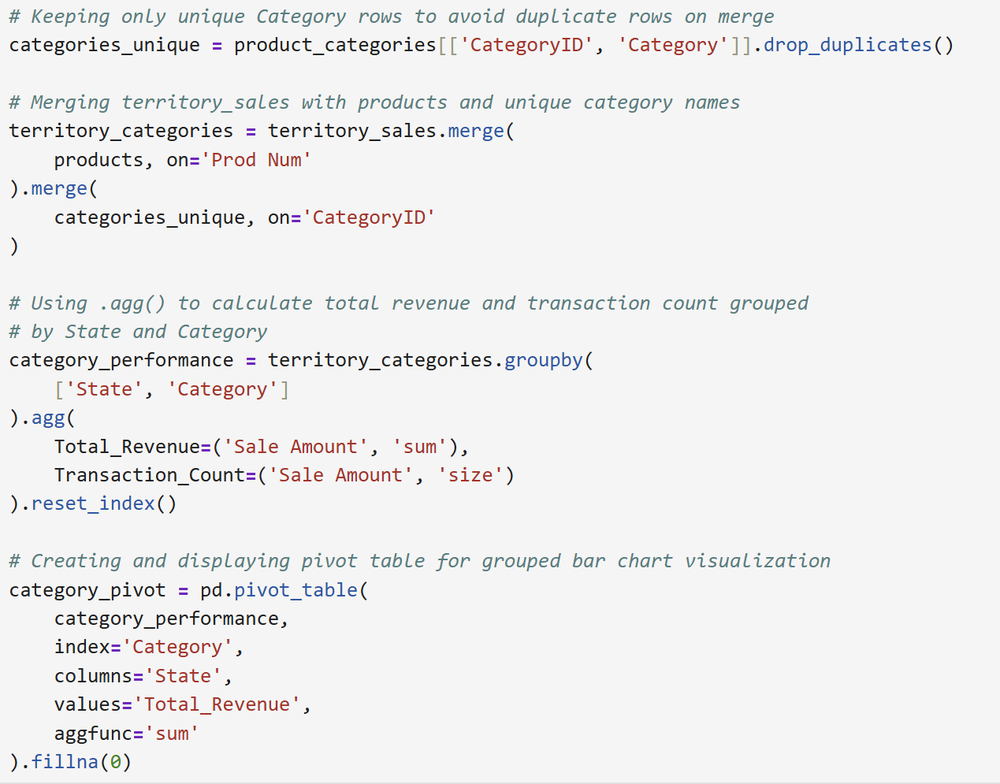 # Keeping only unique Category rows to avoid duplicate rows on merge
categories_unique = product_categories[['CategoryID', 'Category']].drop_duplicates()

# Merging territory_sales with products and unique category names
territory_categories = territory_sales.merge(
    products, on='Prod Num'
).merge(
    categories_unique, on='CategoryID'
)

# Using .agg() to calculate total revenue and transaction count grouped
# by State and Category
category_performance = territory_categories.groupby(
    ['State', 'Category']
).agg(
    Total_Revenue=('Sale Amount', 'sum'),
    Transaction_Count=('Sale Amount', 'size')
).reset_index()

# Creating and displaying pivot table for grouped bar chart visualization
category_pivot = pd.pivot_table(
    category_performance,
    index='Category',
    columns='State',
    values='Total_Revenue',
    aggfunc='sum'
).fillna(0)